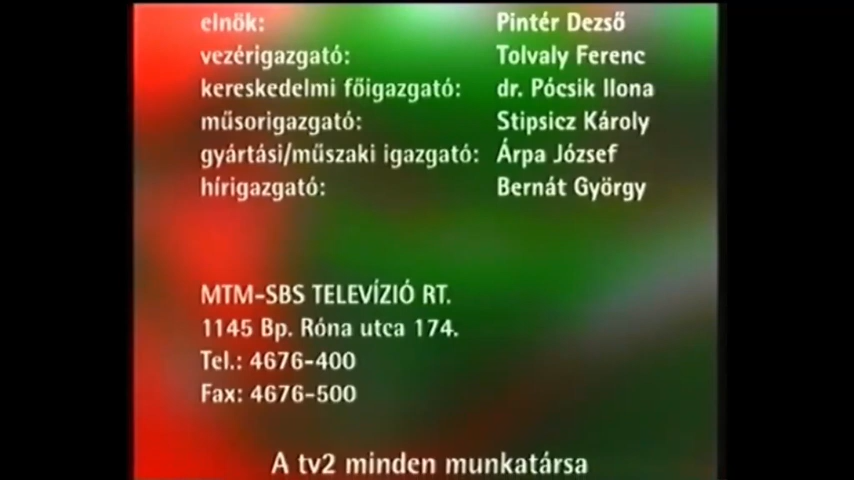 elnök: Pintér Dezső
vezérigazgató: Tolvaly Ferenc
kereskedelmi főigazgató: dr. Pócsik Ilona
műsorigazgató: Stipsicz Károly
gyártási/műszaki igazgató: Árpa József
hírigazgató: Bernát György
MTM-SBS TELEVÍZIÓ RT.
1145 Bp. Róna utca 174.
Tel.: 4676-400
Fax: 4676-500
A tv2 minden munkatársa